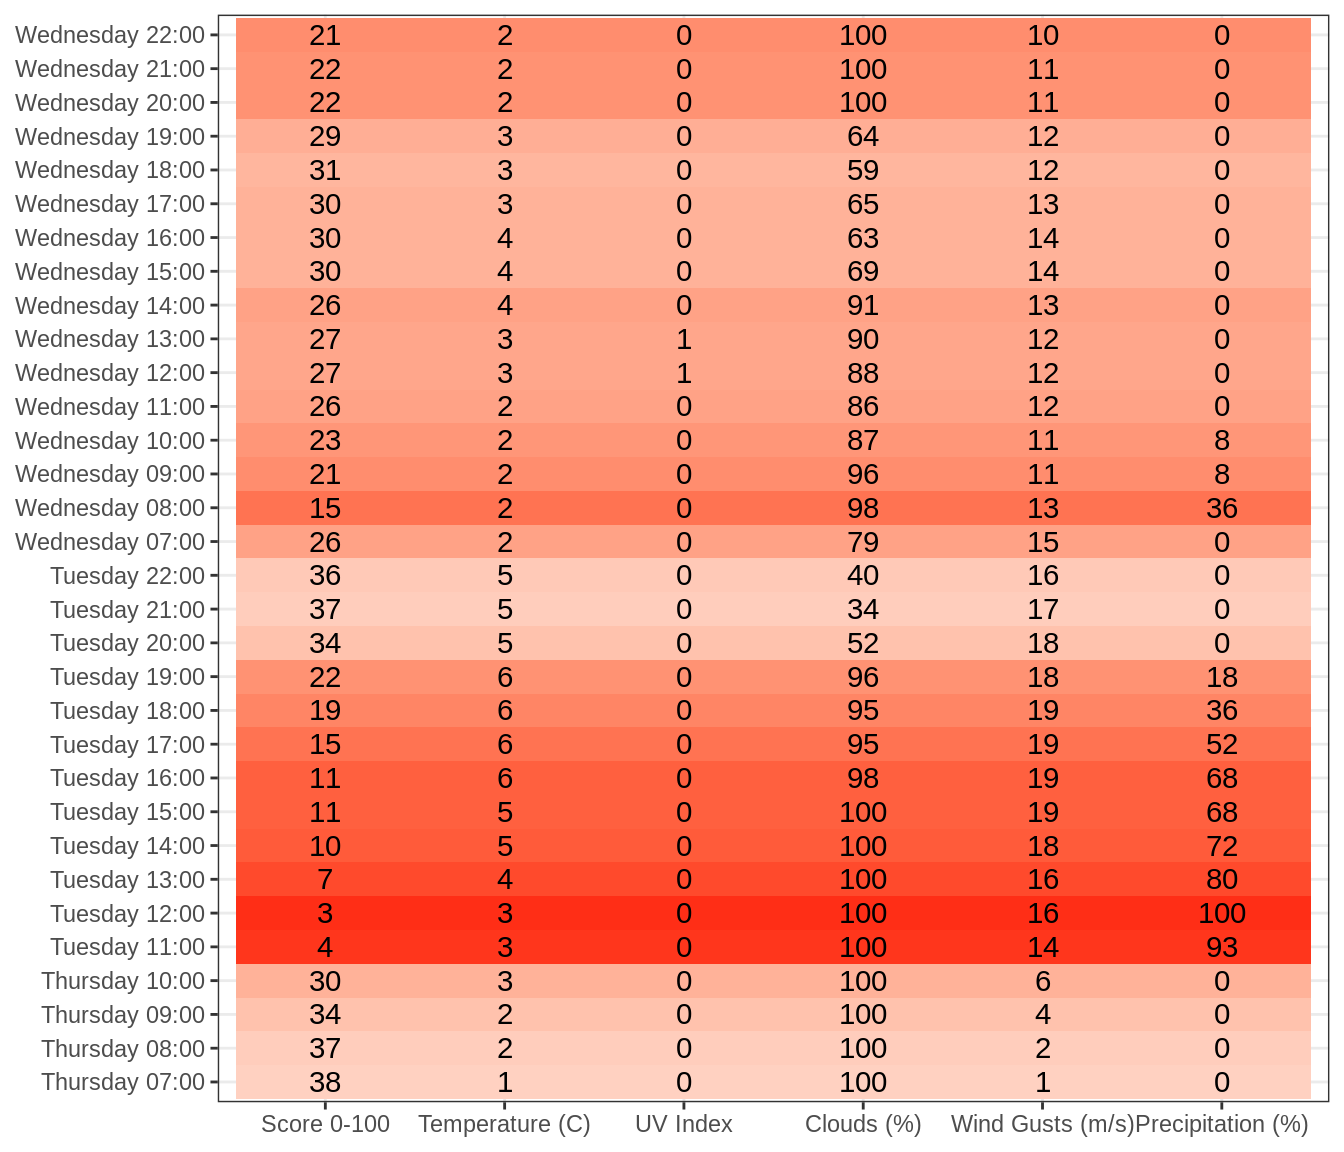 Wednesday 22:00 21 2 0 100 10 0
Wednesday 21:00 22 2 0 100 11 0
Wednesday 20:00 22 2 0 100 11 0
Wednesday 19:00 29 3 0 64 12 0
Wednesday 18:00 31 3 0 59 12 0
Wednesday 17:00 30 3 0 65 13 0
Wednesday 16:00 30 4 0 63 14 0
Wednesday 15:00 30 4 0 69 14 0
Wednesday 14:00 26 4 0 91 13 0
Wednesday 13:00 27 3 1 90 12 0
Wednesday 12:00 27 3 1 88 12 0
Wednesday 11:00 26 2 0 86 12 0
Wednesday 10:00 23 2 0 87 11 8
Wednesday 09:00 21 2 0 96 11 8
Wednesday 08:00 15 2 0 98 13 36
Wednesday 07:00 26 2 0 79 15 0
Tuesday 22:00 36 5 0 40 16 0
Tuesday 21:00 37 5 0 34 17 0
Tuesday 20:00 34 5 0 52 18 0
Tuesday 19:00 22 6 0 96 18 18
Tuesday 18:00 19 6 0 95 19 36
Tuesday 17:00 15 6 0 95 19 52
Tuesday 16:00 11 6 0 98 19 68
Tuesday 15:00 11 5 0 100 19 68
Tuesday 14:00 10 5 0 100 18 72
Tuesday 13:00 7 4 0 100 16 80
Tuesday 12:00 3 3 0 100 16 100
Tuesday 11:00 4 3 0 100 14 93
Thursday 10:00 30 3 0 100 6 0
Thursday 09:00 34 2 0 100 4 0
Thursday 08:00 37 2 0 100 2 0
Thursday 07:00 38 1 0 100 1 0
Score 0-100 Temperature (C) UV Index Clouds (%) Wind Gusts (m/s) Precipitation (%)